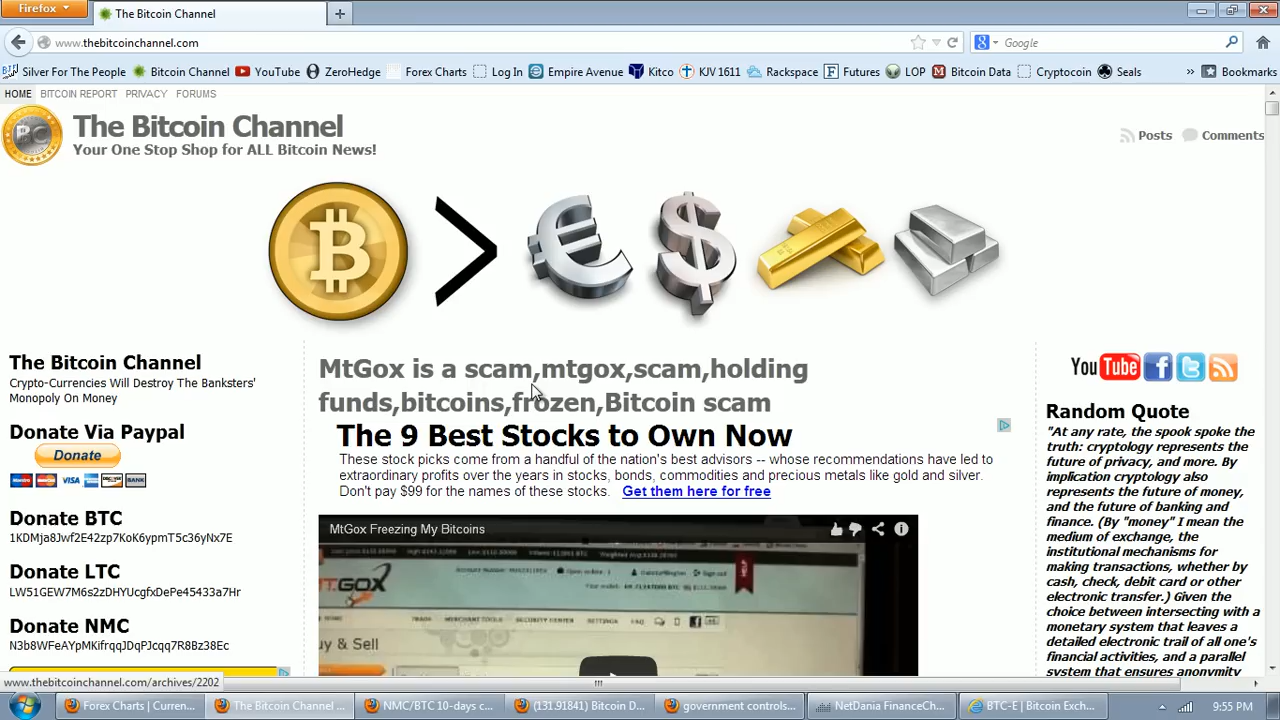 Firefox
The Bitcoin Channel
www.thebitcoinchannel.com
Google
Silver For The People
Bitcoin Channel
YouTube
ZeroHedge
Forex Charts
Log In
Empire Avenue
Kitco
KJV 1611
Rackspace
Futures
LOP
Bitcoin Data
Cryptocoin
Seals
»
Bookmarks
HOME
BITCOIN REPORT
PRIVACY
FORUMS
The Bitcoin Channel
Your One Stop Shop for ALL Bitcoin News!
Posts
Comments
The Bitcoin Channel
Crypto-Currencies Will Destroy The Banksters'
Monopoly On Money
Donate Via Paypal
Donate
Donate BTC
1KDMja8Jwf2E42zp7KoK6ypmT5c36yNx7E
Donate LTC
LW51GEW7M6s2zDHYUcgfxDePe45433a7Hr
Donate NMC
N3b8WFeAYpMKifrqqJDqPJcqq7R8Bz38Ec
MtGox is a scam,mtgox,scam,holding
funds,bitcoins,frozen,Bitcoin scam
The 9 Best Stocks to Own Now
These stock picks come from a handful of the nation's best advisors -- whose recommendations have led to
extraordinary profits over the years in stocks, bonds, commodities and precious metals like gold and silver.
Don't pay $99 for the names of these stocks. Get them here for free
MtGox Freezing My Bitcoins
MTGOX
TRADE
MERCHANT TOOLS
SECURITY CENTER
SETTINGS
FAQ
y & Sell
YouTube
Random Quote
"At any rate, the spook spoke the
truth: cryptology represents the
future of privacy, and more. By
implication cryptology also
represents the future of money,
and the future of banking and
finance. (By "money" I mean the
medium of exchange, the
institutional mechanisms for
making transactions, whether by
cash, check, debit card or other
electronic transfer.) Given the
choice between intersecting with a
monetary system that leaves a
detailed electronic trail of all one's
financial activities, and a parallel
system that ensures anonymity
www.thebitcoinchannel.com/archives/2202
Forex Charts | Curren...
The Bitcoin Channel ...
NMC/BTC 10-days c...
(131.91841) Bitcoin D...
government controls...
NetDania FinanceCh...
BTC-E | Bitcoin Exch...
9:55 PM